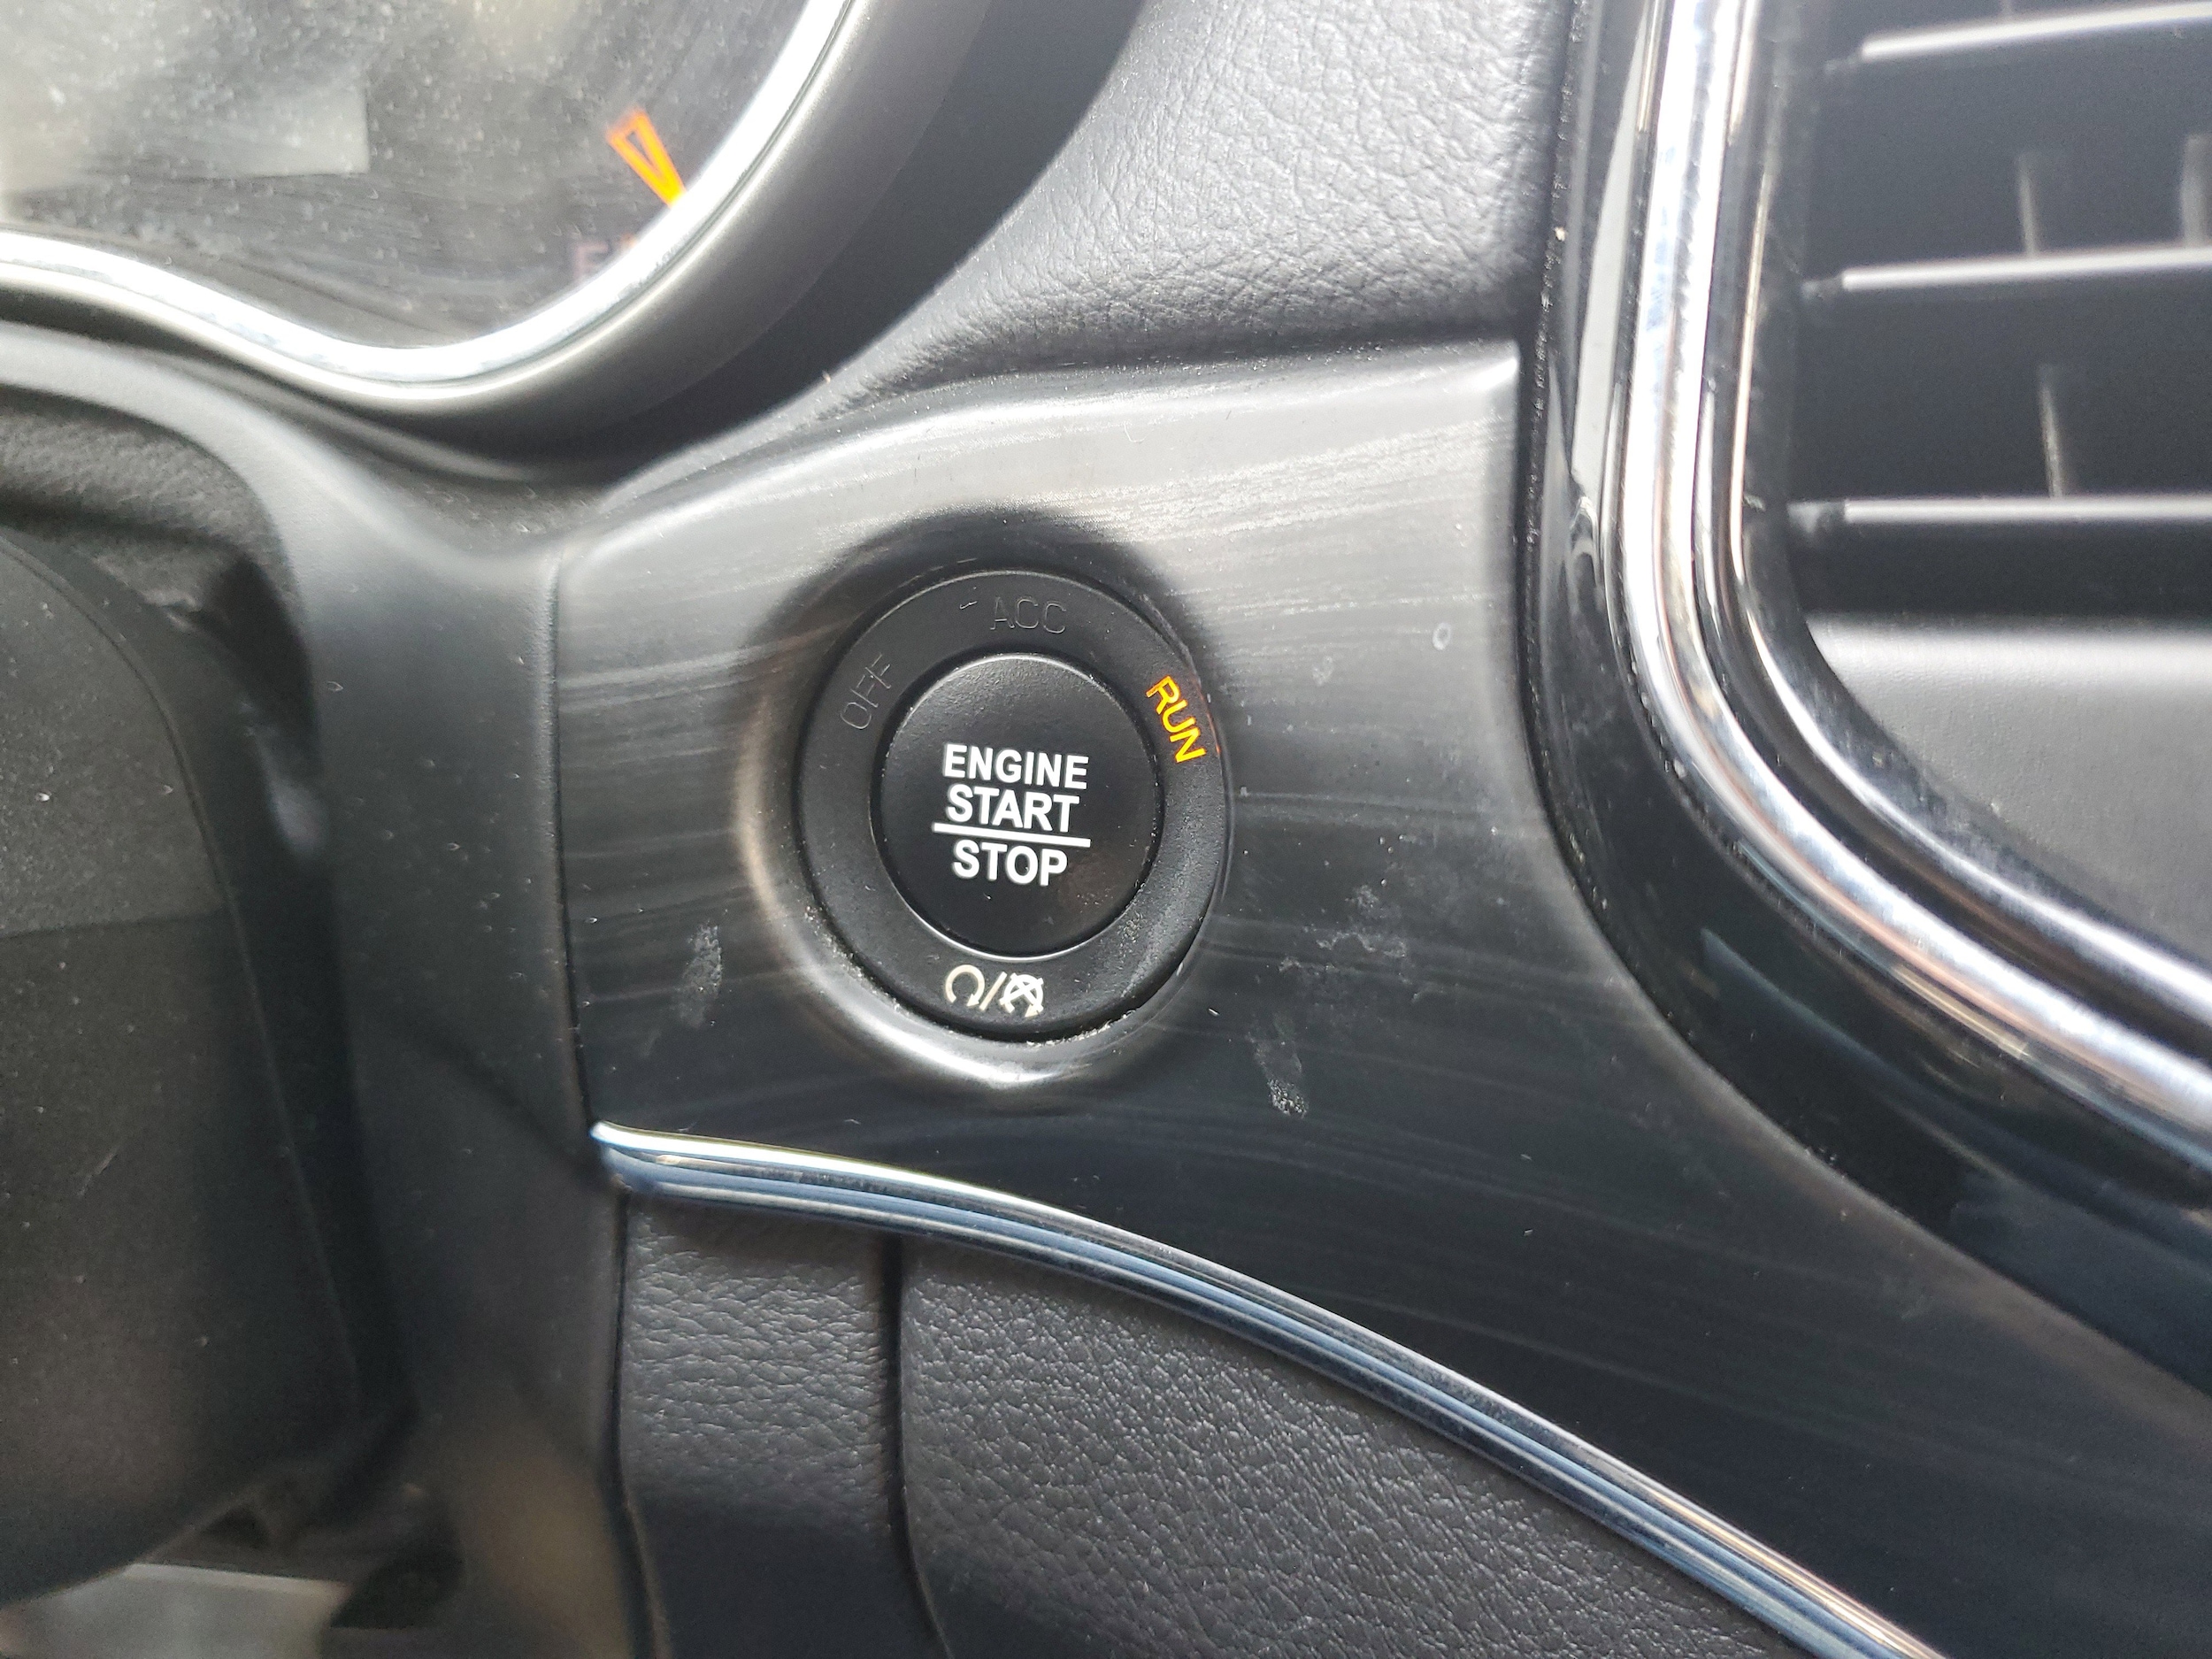 ACC
OFF
RUN
ENGINE
START
STOP